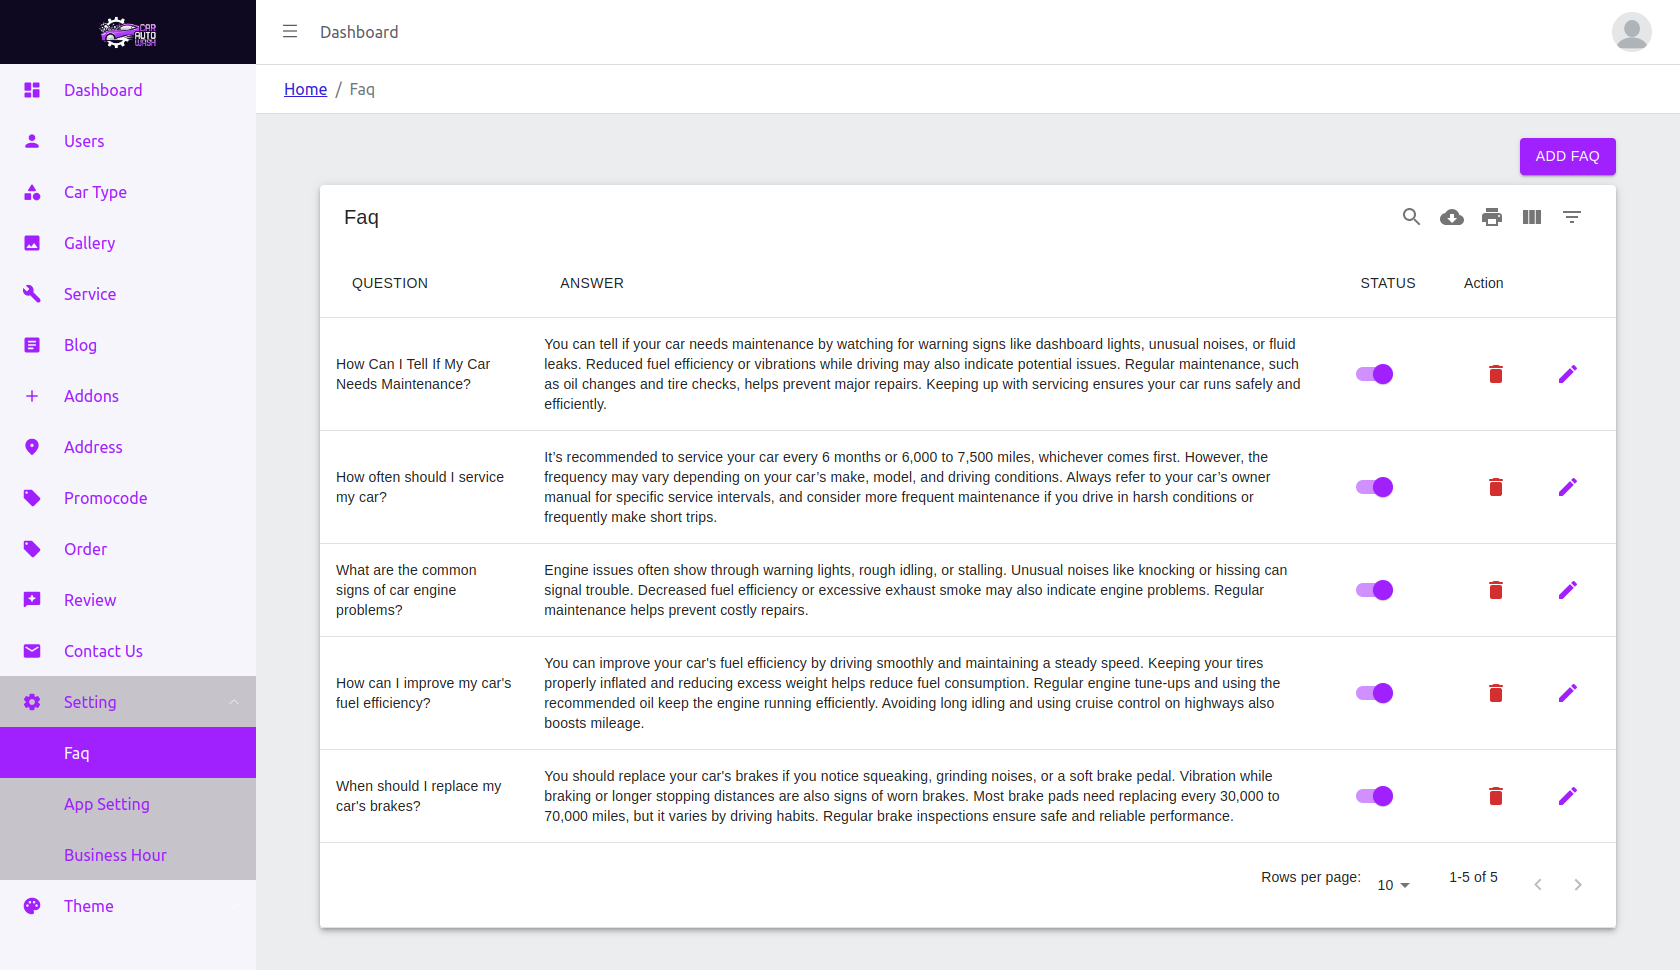 CAR
AUTO
WASH
Dashboard
Home / Faq
Dashboard
Users
Car Type
Gallery
Service
Blog
Addons
Address
Promocode
Order
Review
Contact Us
Setting
Faq
App Setting
Business Hour
Theme
ADD FAQ
Faq
QUESTION ANSWER STATUS Action
How Can I Tell If My Car
Needs Maintenance?
You can tell if your car needs maintenance by watching for warning signs like dashboard lights, unusual noises, or fluid
leaks. Reduced fuel efficiency or vibrations while driving may also indicate potential issues. Regular maintenance, such
as oil changes and tire checks, helps prevent major repairs. Keeping up with servicing ensures your car runs safely and
efficiently.
How often should I service
my car?
It’s recommended to service your car every 6 months or 6,000 to 7,500 miles, whichever comes first. However, the
frequency may vary depending on your car’s make, model, and driving conditions. Always refer to your car’s owner
manual for specific service intervals, and consider more frequent maintenance if you drive in harsh conditions or
frequently make short trips.
What are the common
signs of car engine
problems?
Engine issues often show through warning lights, rough idling, or stalling. Unusual noises like knocking or hissing can
signal trouble. Decreased fuel efficiency or excessive exhaust smoke may also indicate engine problems. Regular
maintenance helps prevent costly repairs.
How can I improve my car's
fuel efficiency?
You can improve your car's fuel efficiency by driving smoothly and maintaining a steady speed. Keeping your tires
properly inflated and reducing excess weight helps reduce fuel consumption. Regular engine tune-ups and using the
recommended oil keep the engine running efficiently. Avoiding long idling and using cruise control on highways also
boosts mileage.
When should I replace my
car's brakes?
You should replace your car's brakes if you notice squeaking, grinding noises, or a soft brake pedal. Vibration while
braking or longer stopping distances are also signs of worn brakes. Most brake pads need replacing every 30,000 to
70,000 miles, but it varies by driving habits. Regular brake inspections ensure safe and reliable performance.
Rows per page: 10 1-5 of 5